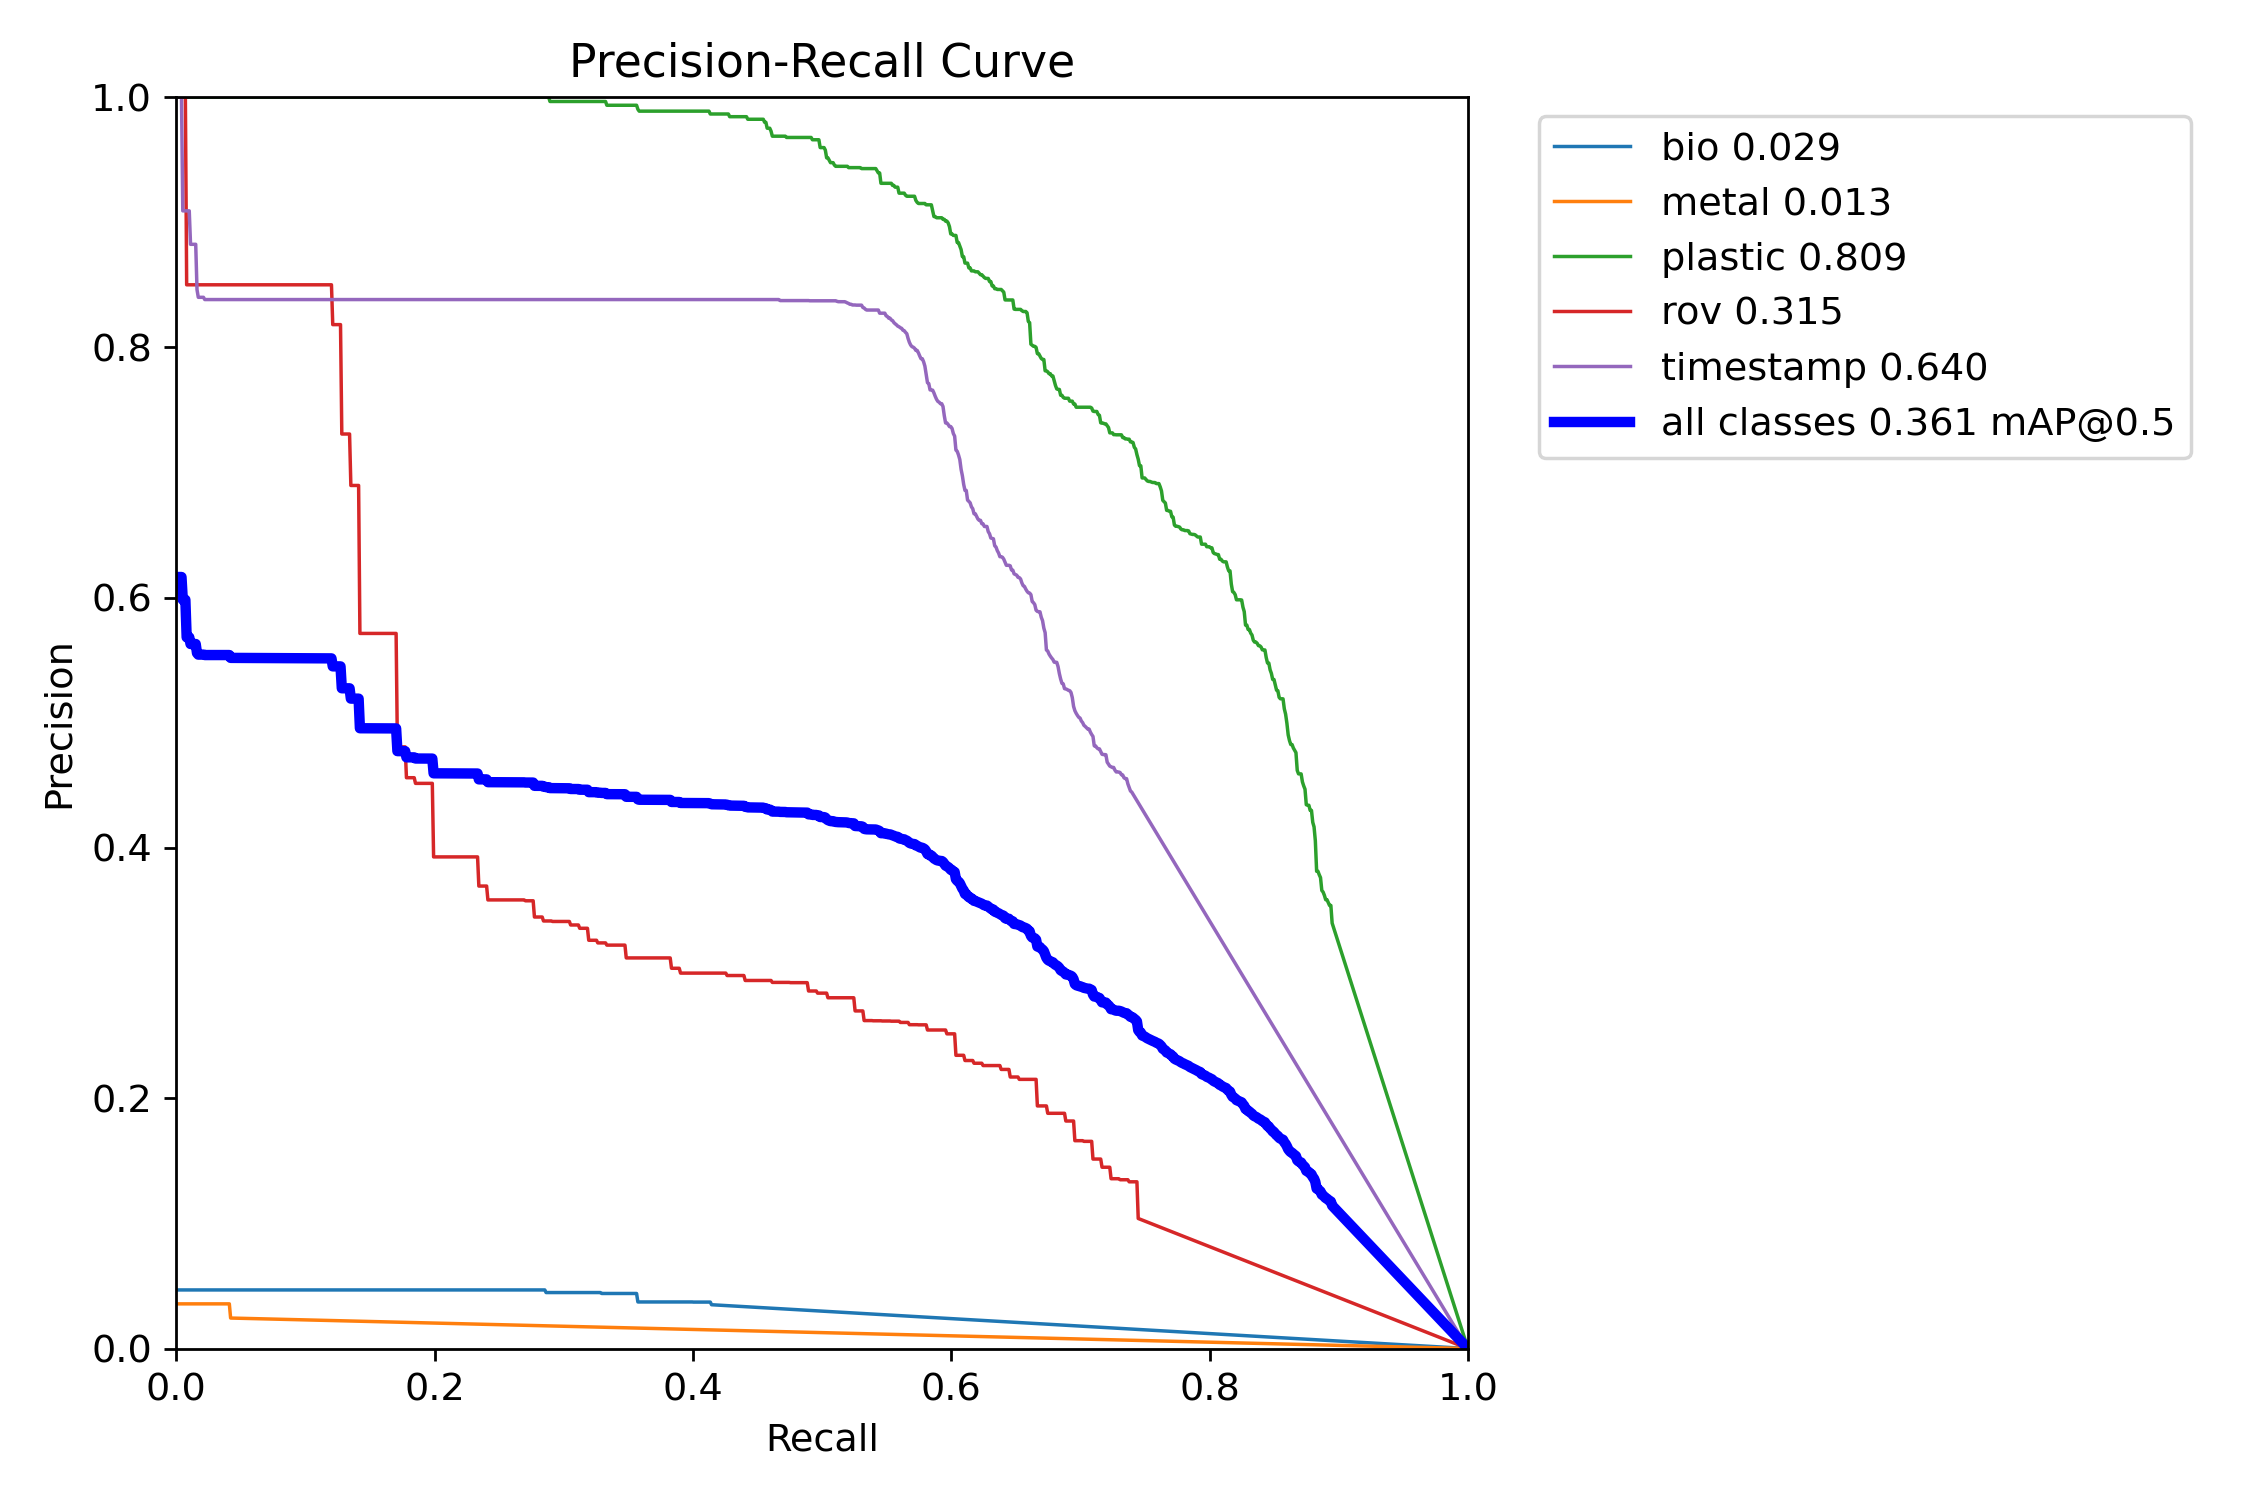 Precision-Recall Curve
1.0
0.8
0.6
0.4
0.2
0.0
Precision
0.0 0.2 0.4 0.6 0.8 1.0
Recall
bio 0.029
metal 0.013
plastic 0.809
rov 0.315
timestamp 0.640
all classes 0.361 mAP@0.5